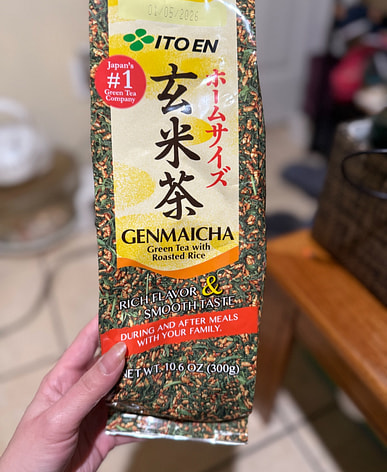 01/05/2026
ITO EN
Japan's
#1
Green Tea
Company
ホームサイズ
玄米茶
GENMAICHA
Green Tea with
Roasted Rice
RICH FLAVOR &
SMOOTH TASTE
DURING AND AFTER MEALS
WITH YOUR FAMILY.
NET WT. 10.6 OZ (300g)